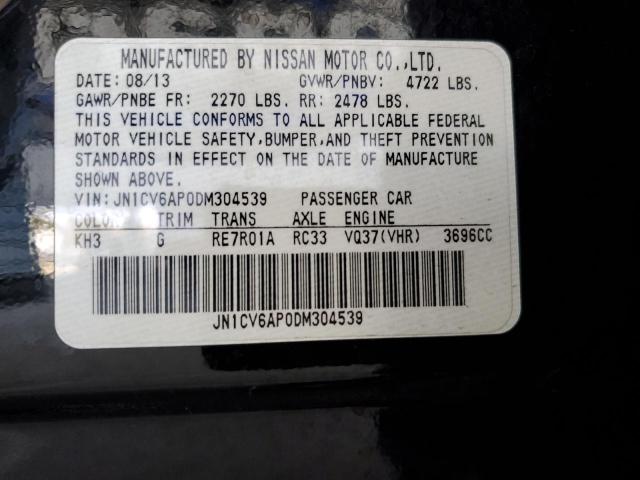 MANUFACTURED BY NISSAN MOTOR CO.,LTD.
DATE: 08/13 GVWR/PNBV: 4722 LBS.
GAWR/PNBE FR: 2270 LBS. RR: 2478 LBS.
THIS VEHICLE CONFORMS TO ALL APPLICABLE FEDERAL
MOTOR VEHICLE SAFETY,BUMPER,AND THEFT PREVENTION
STANDARDS IN EFFECT ON THE DATE OF MANUFACTURE
SHOWN ABOVE.
VIN:JN1CV6AP0DM304539 PASSENGER CAR
COLOR TRIM TRANS AXLE ENGINE
KH3 G RE7R01A RC33 VQ37(VHR) 3696CC
JN1CV6AP0DM304539